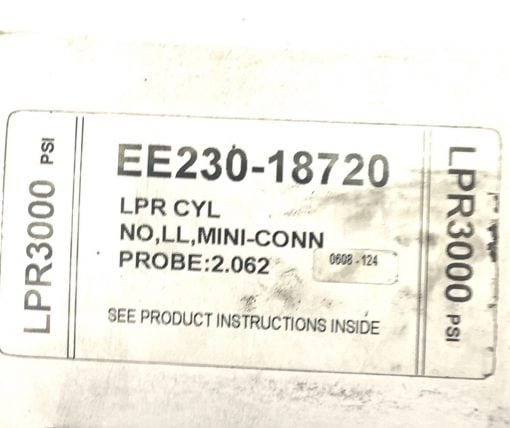 LPR3000 PSI
EE230-18720
LPR CYL
NO,LL,MINI-CONN
PROBE:2.062
0608-124
SEE PRODUCT INSTRUCTIONS INSIDE
LPR3000 PSI